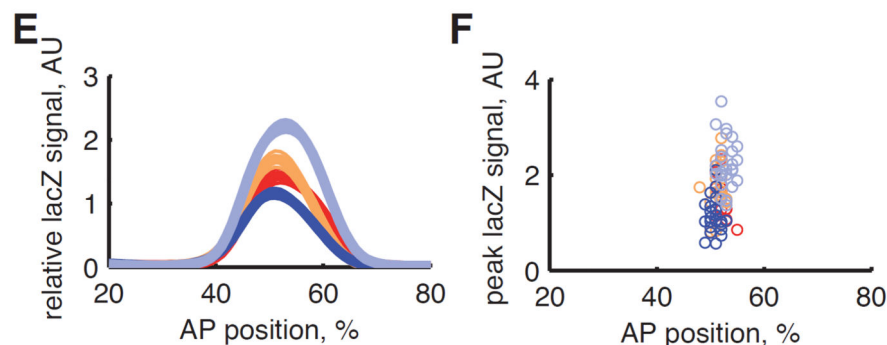 E
relative lacZ signal, AU
3
2
1
0
20
40
60
80
AP position, %
F
peak lacZ signal, AU
4
2
0
20
40
60
80
AP position, %